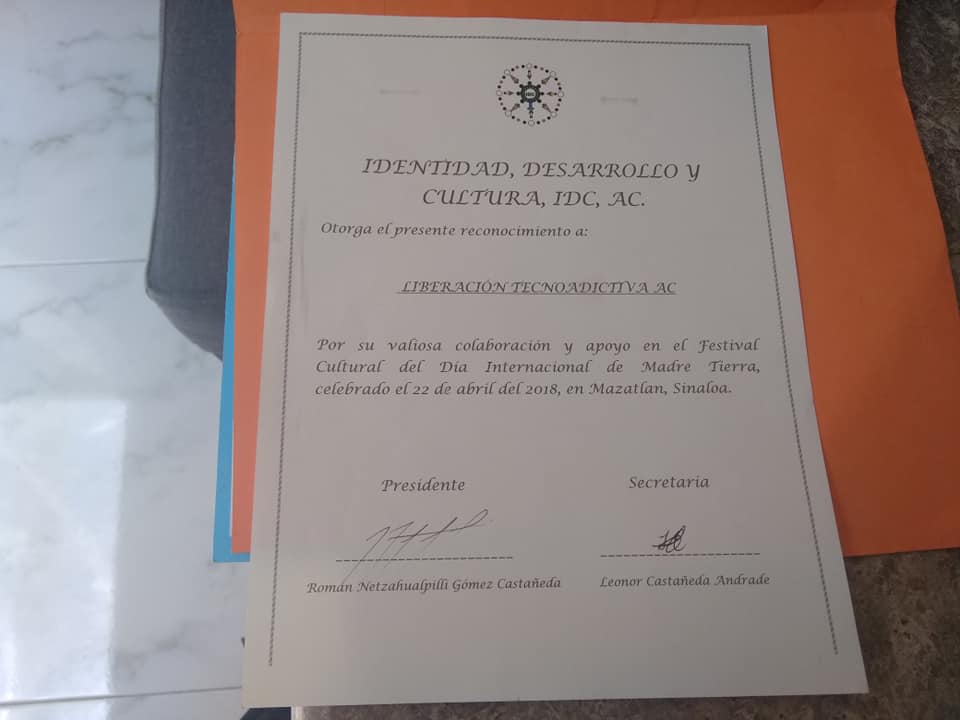 IDENTIDAD, DESARROLLO Y
CULTURA, IDC, AC.
Otorga el presente reconocimiento a:
LIBERACIÓN TECNOADICTIVA AC
Por su valiosa colaboración y apoyo en el Festival
Cultural del Día Internacional de Madre Tierra,
celebrado el 22 de abril del 2018, en Mazatlan, Sinaloa.
Presidente
Secretaria
Román Netzahualpilli Gómez Castañeda
Leonor Castañeda Andrade